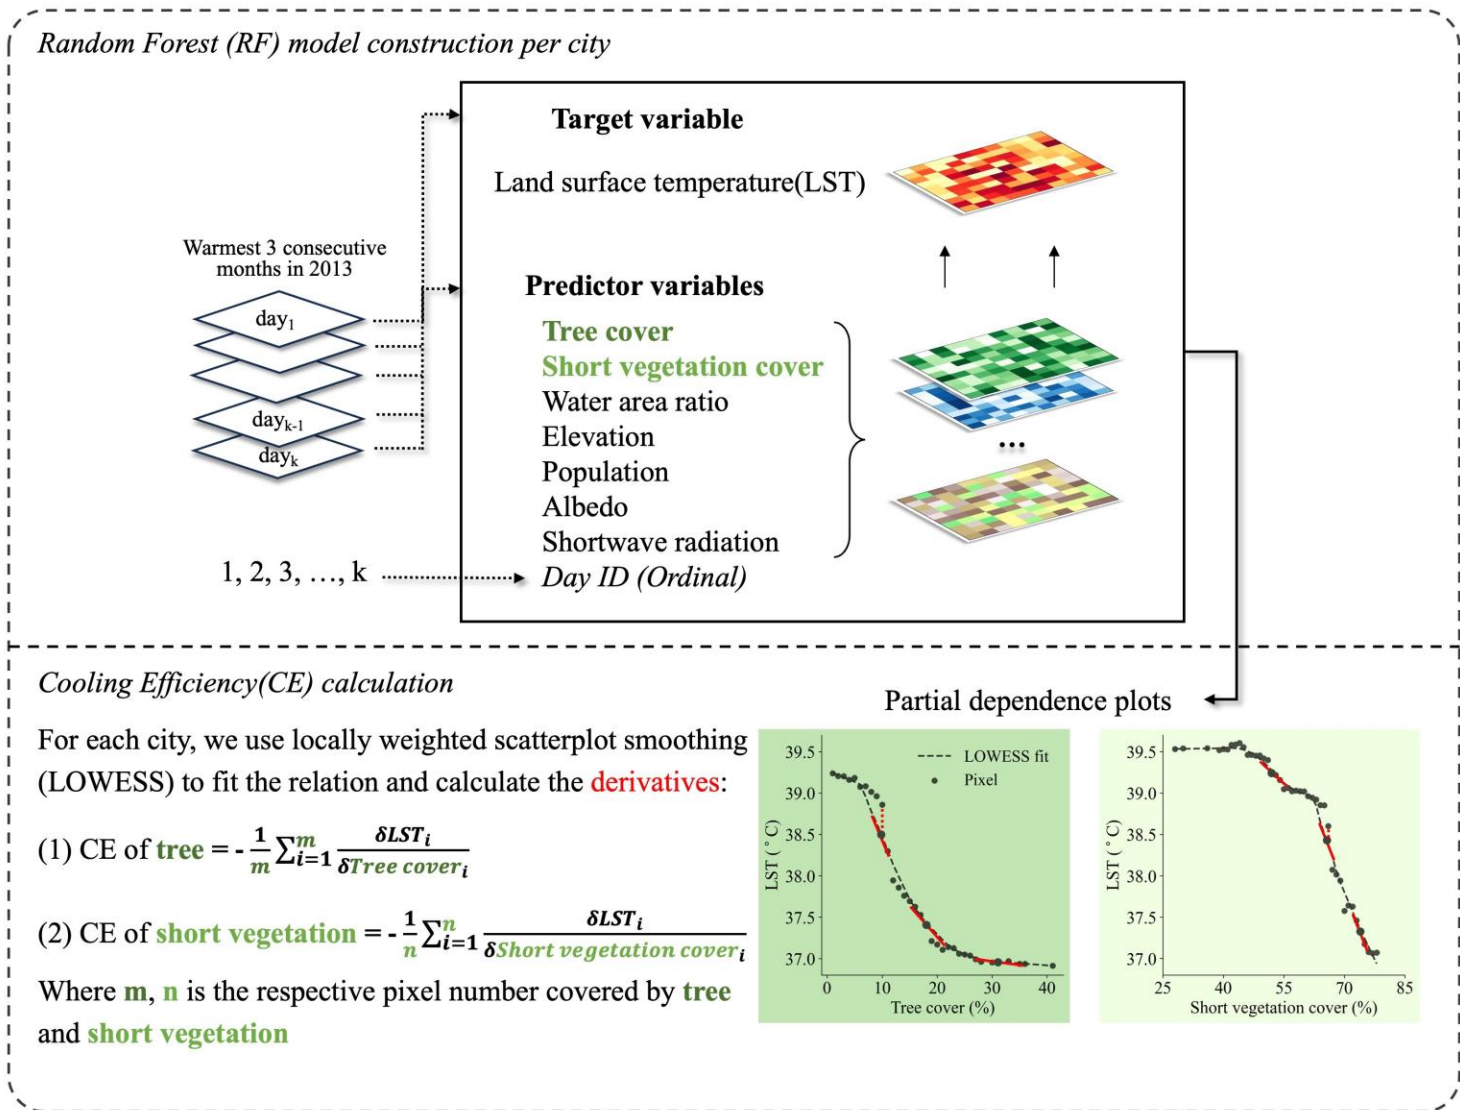 Random Forest (RF) model construction per city
Target variable
Land surface temperature(LST)
Warmest 3 consecutive
months in 2013
day₁
dayₖ₋₁
dayₖ
Predictor variables
Tree cover
Short vegetation cover
Water area ratio
Elevation
Population
Albedo
Shortwave radiation
Day ID (Ordinal)
...
1, 2, 3, ..., k
Cooling Efficiency(CE) calculation
For each city, we use locally weighted scatterplot smoothing
(LOWESS) to fit the relation and calculate the derivatives:
(1) CE of tree = - 1/m ∑ᵢ₌₁ᵐ δLSTᵢ/δTree coverᵢ
(2) CE of short vegetation = - 1/n ∑ᵢ₌₁ⁿ δLSTᵢ/δShort vegetation coverᵢ
Where m, n is the respective pixel number covered by tree
and short vegetation
Partial dependence plots
LOWESS fit
Pixel
39.5
39.0
38.5
38.0
37.5
37.0
LST (°C)
0 10 20 30 40
Tree cover (%)
39.5
39.0
38.5
38.0
37.5
37.0
LST (°C)
25 40 55 70 85
Short vegetation cover (%)